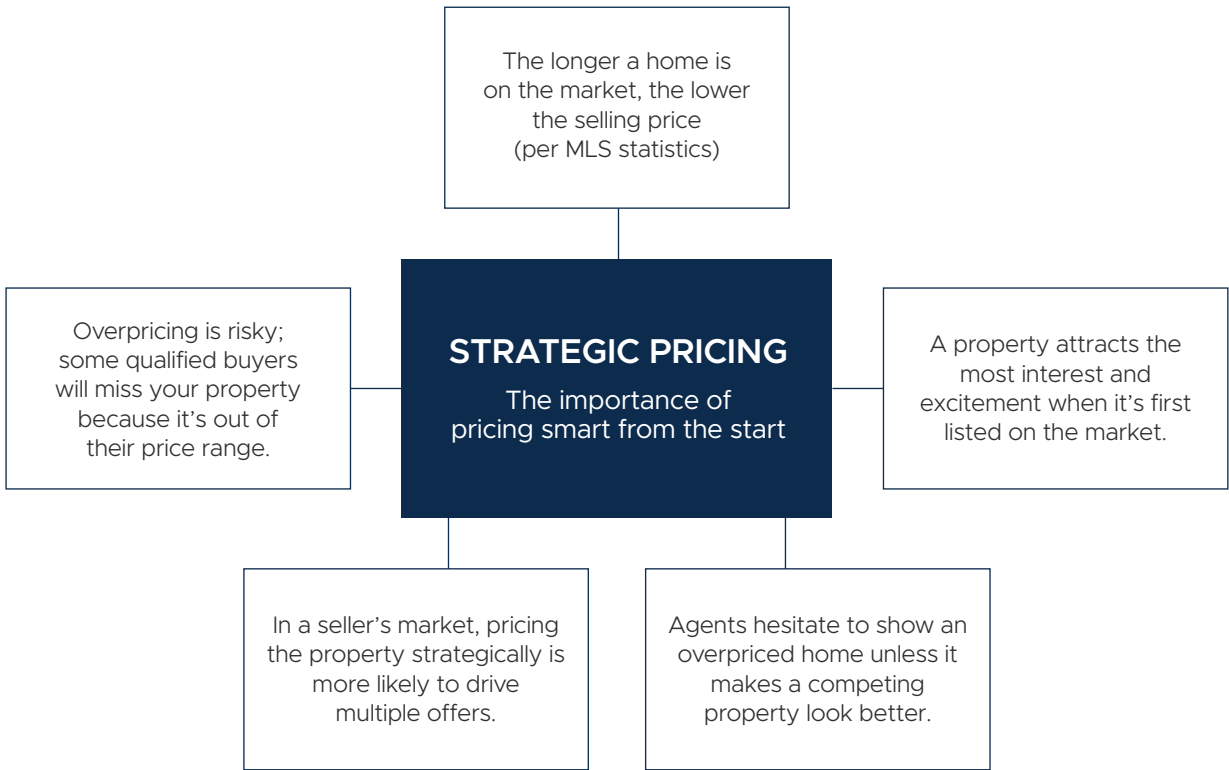 The longer a home is
on the market, the lower
the selling price
(per MLS statistics)
Overpricing is risky;
some qualified buyers
will miss your property
because it’s out of
their price range.
STRATEGIC PRICING
The importance of
pricing smart from the start
A property attracts the
most interest and
excitement when it’s first
listed on the market.
In a seller’s market, pricing
the property strategically is
more likely to drive
multiple offers.
Agents hesitate to show an
overpriced home unless it
makes a competing
property look better.